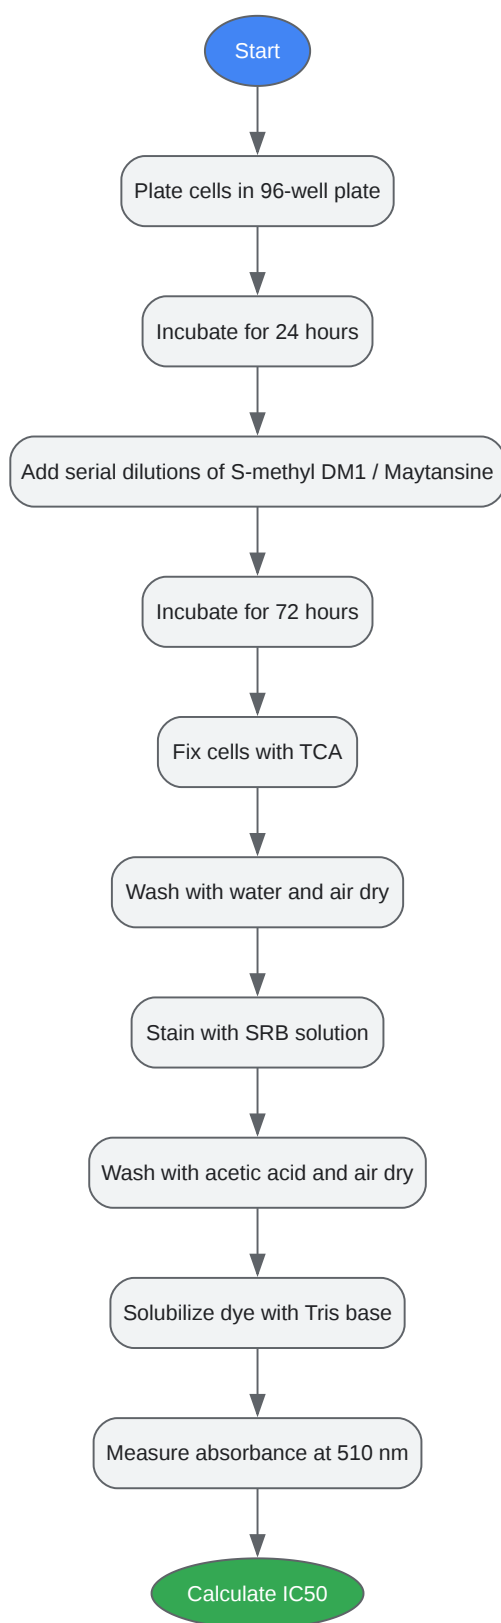 Start
Plate cells in 96-well plate
Incubate for 24 hours
Add serial dilutions of S-methyl DM1 / Maytansine
Incubate for 72 hours
Fix cells with TCA
Wash with water and air dry
Stain with SRB solution
Wash with acetic acid and air dry
Solubilize dye with Tris base
Measure absorbance at 510 nm
Calculate IC50